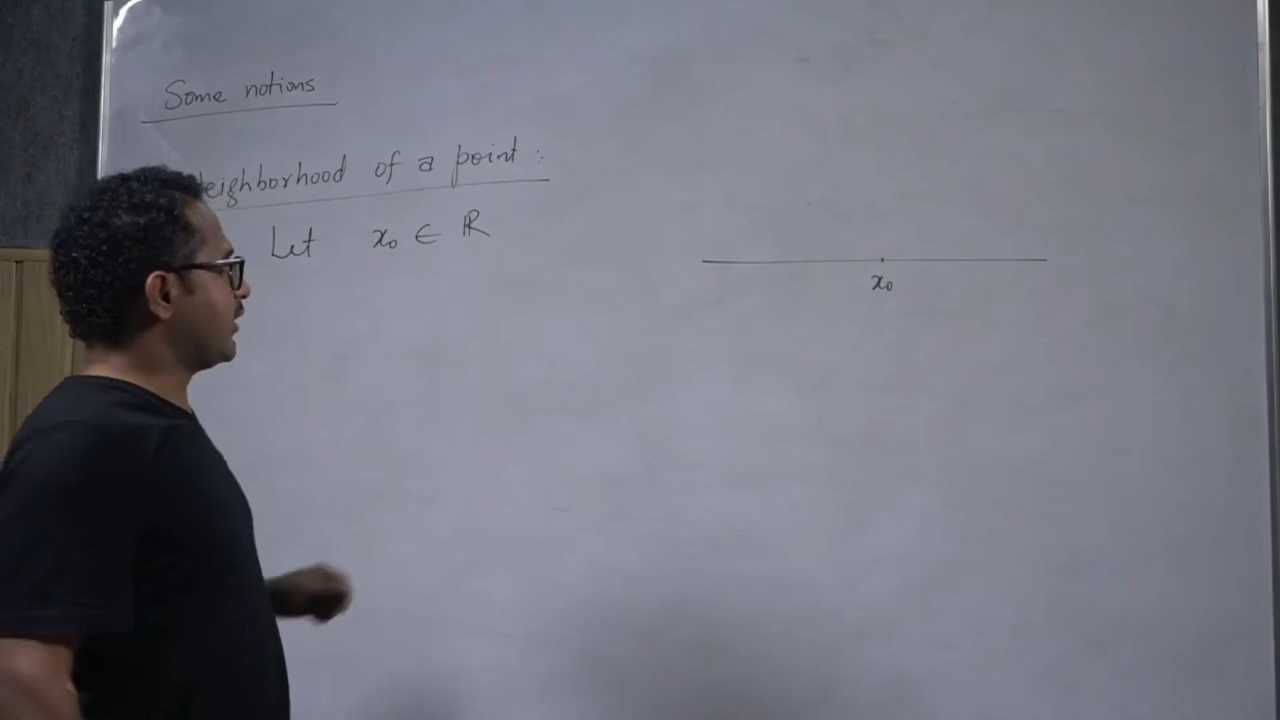 Some notions
eighborhood of a point :
Let x₀ ∈ ℝ
x₀